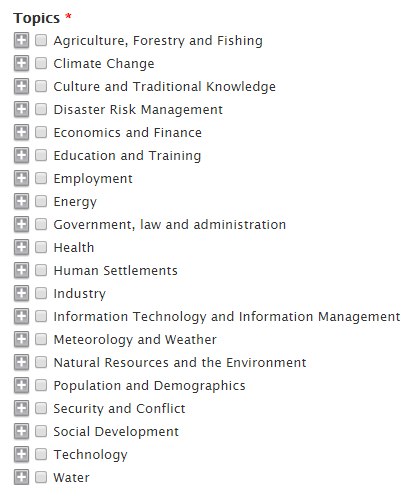 Topics *
Agriculture, Forestry and Fishing
Climate Change
Culture and Traditional Knowledge
Disaster Risk Management
Economics and Finance
Education and Training
Employment
Energy
Government, law and administration
Health
Human Settlements
Industry
Information Technology and Information Management
Meteorology and Weather
Natural Resources and the Environment
Population and Demographics
Security and Conflict
Social Development
Technology
Water